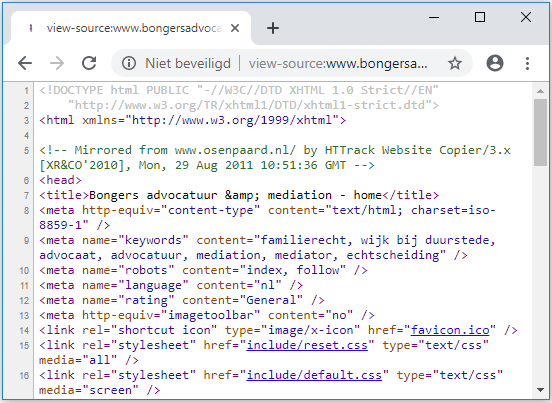 view-source:www.bongersadvoca
Niet beveiligd | view-source:www.bongersa...
1 <!DOCTYPE html PUBLIC "-//W3C//DTD XHTML 1.0 Strict//EN"
2 "http://www.w3.org/TR/xhtml1/DTD/xhtml1-strict.dtd">
3 <html xmlns="http://www.w3.org/1999/xhtml">
4
5 <!-- Mirrored from www.osenpaard.nl/ by HTTrack Website Copier/3.x
[XR&CO'2010], Mon, 29 Aug 2011 10:51:36 GMT -->
6 <head>
7 <title>Bongers advocatuur &amp; mediation - home</title>
8 <meta http-equiv="content-type" content="text/html; charset=iso-
8859-1" />
9 <meta name="keywords" content="familierecht, wijk bij duurstede,
advocaat, advocatuur, mediation, mediator, echtscheiding" />
10 <meta name="robots" content="index, follow" />
11 <meta name="language" content="nl" />
12 <meta name="rating" content="General" />
13 <meta http-equiv="imagetoolbar" content="no" />
14 <link rel="shortcut icon" type="image/x-icon" href="favicon.ico" />
15 <link rel="stylesheet" href="include/reset.css" type="text/css"
media="all" />
16 <link rel="stylesheet" href="include/default.css" type="text/css"
media="screen" />